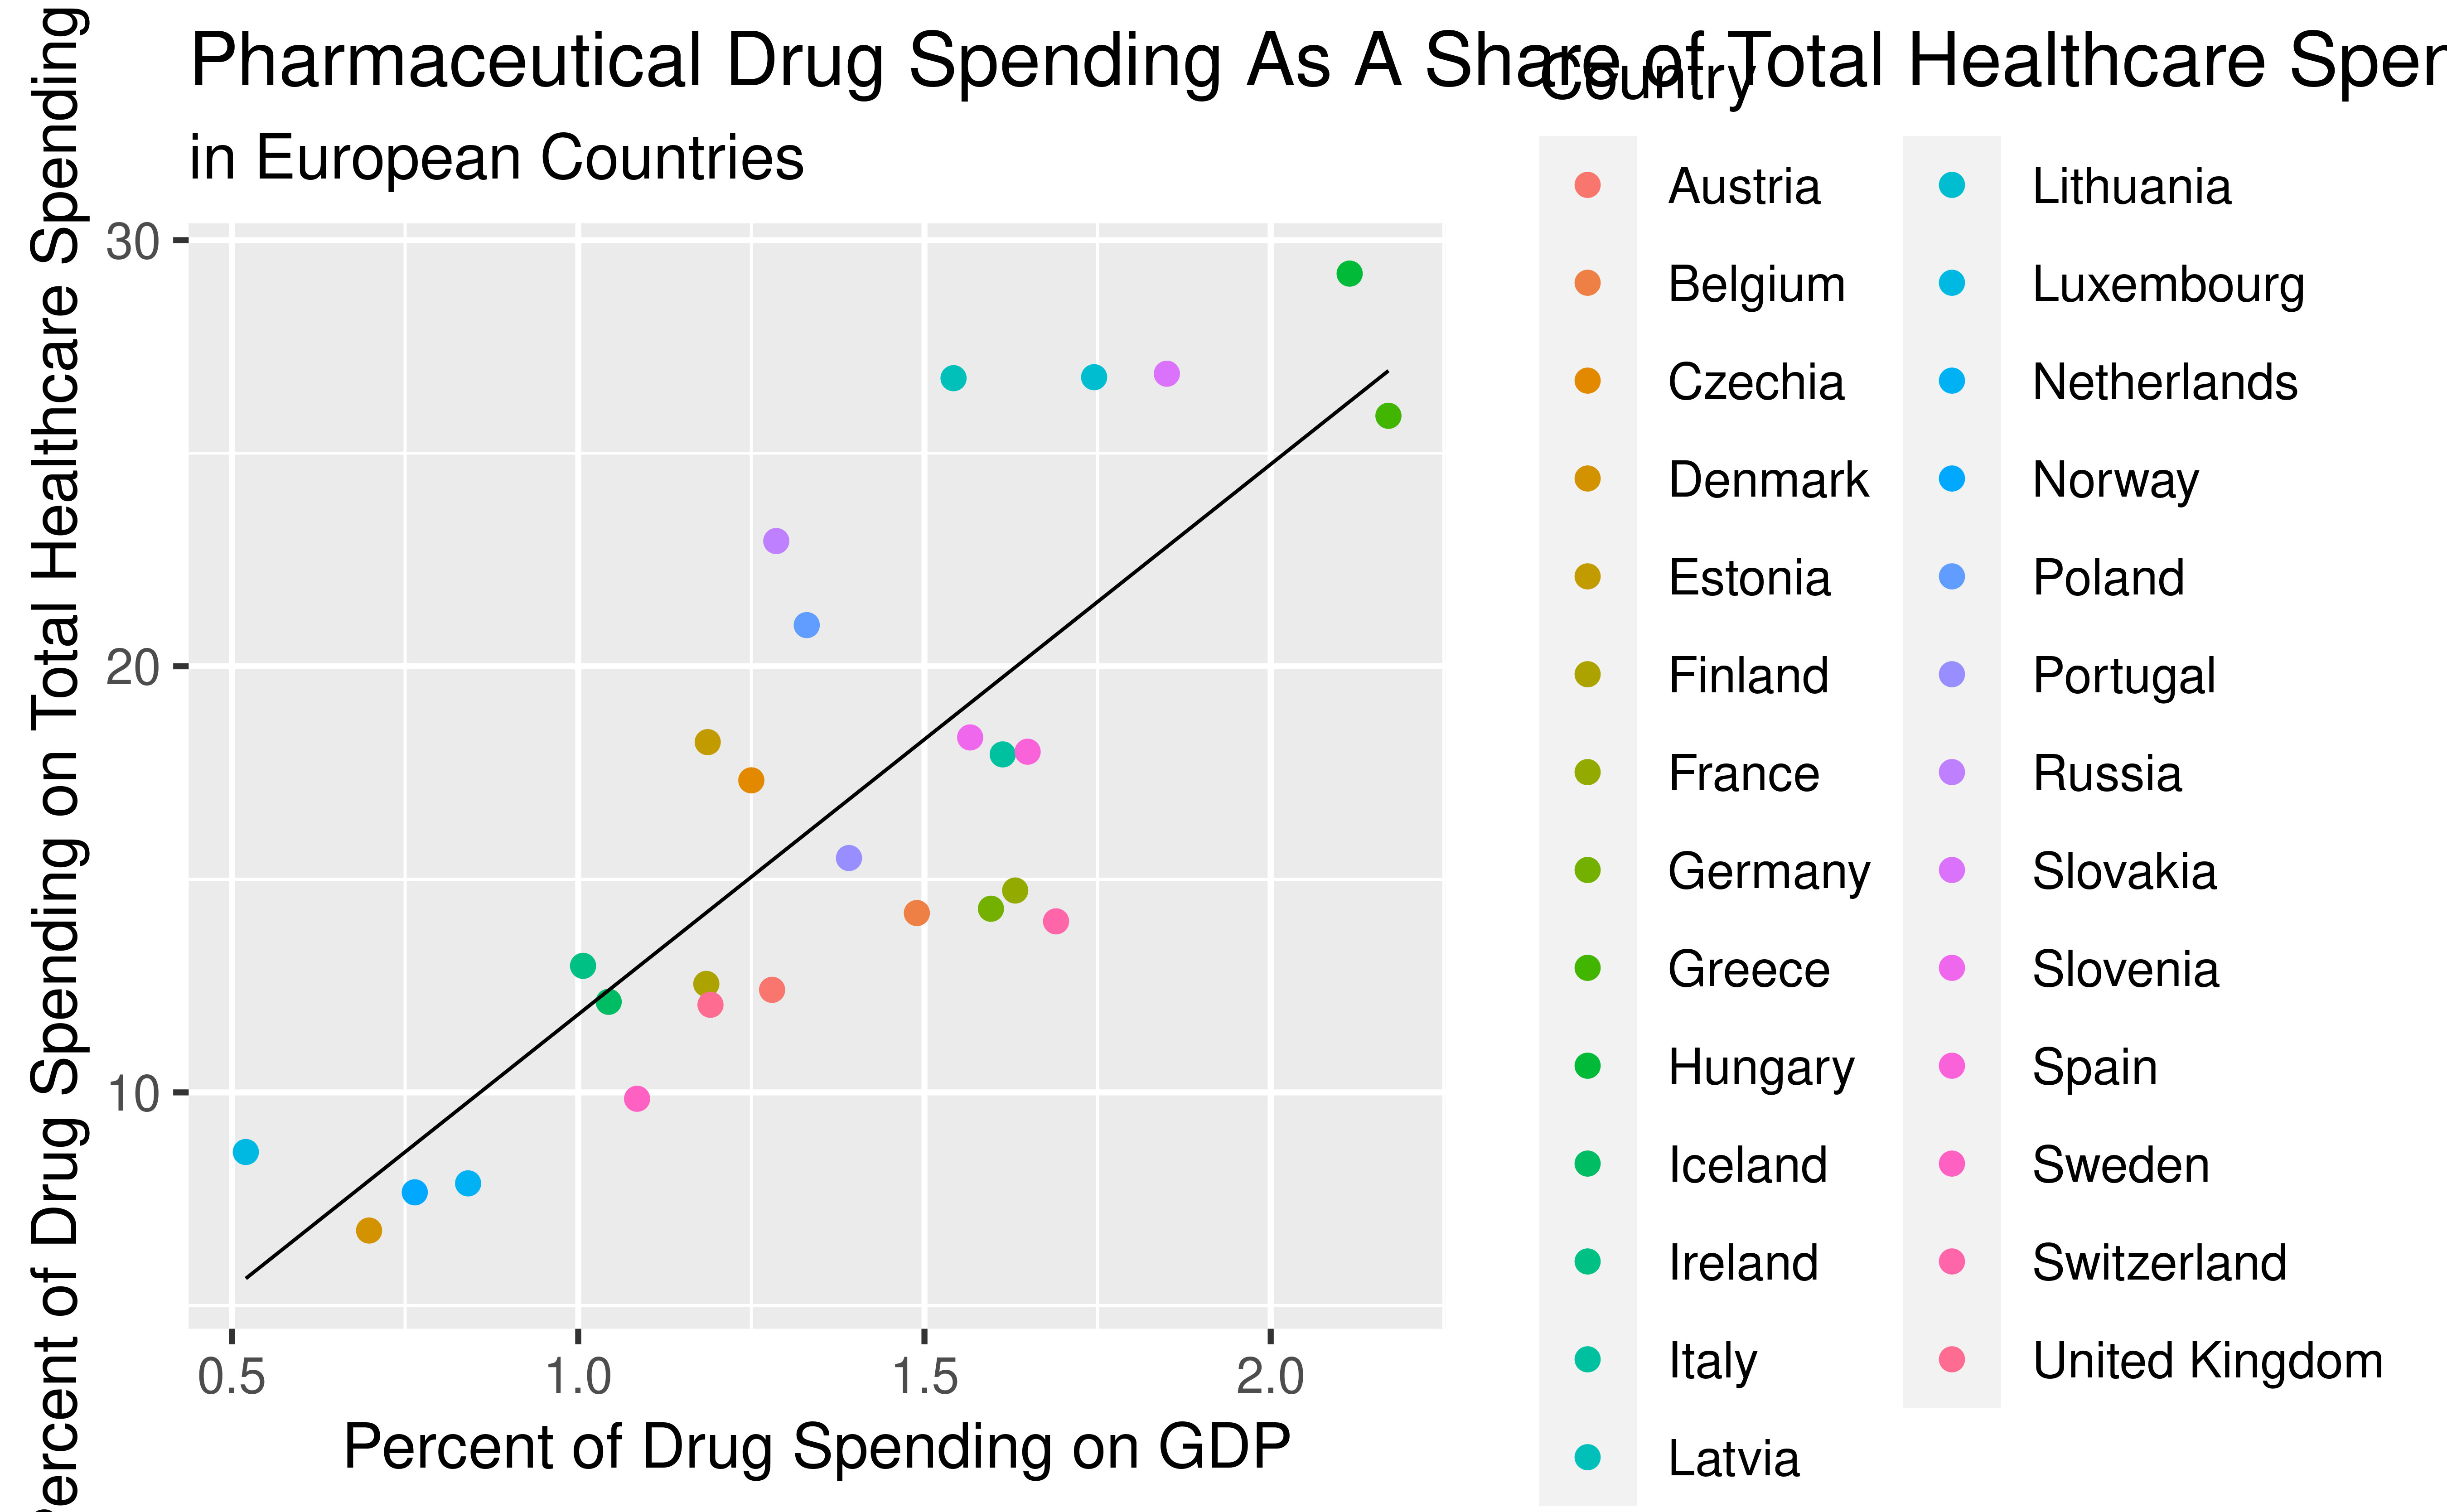 Pharmaceutical Drug Spending As A Share of Total Healthcare Spen
in European Countries
Percent of Drug Spending on Total Healthcare Spending
30
20
10
0.5
1.0
1.5
2.0
Percent of Drug Spending on GDP
Country
Austria
Belgium
Czechia
Denmark
Estonia
Finland
France
Germany
Greece
Hungary
Iceland
Ireland
Italy
Latvia
Lithuania
Luxembourg
Netherlands
Norway
Poland
Portugal
Russia
Slovakia
Slovenia
Spain
Sweden
Switzerland
United Kingdom